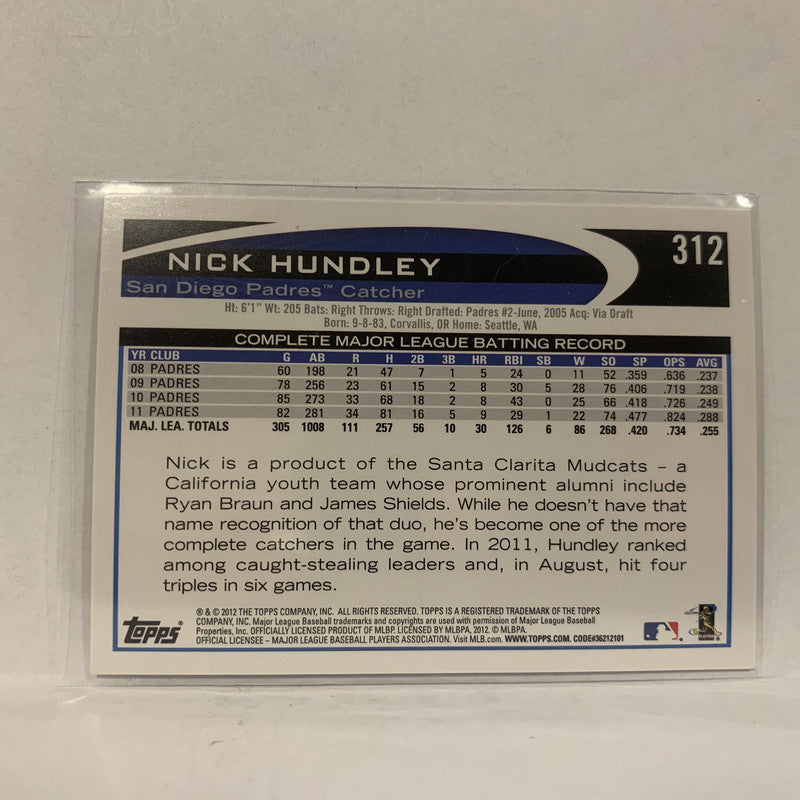 312
NICK HUNDLEY
San Diego Padres™ Catcher
Ht: 6'1" Wt: 205 Bats: Right Throws: Right Drafted: Padres #2-June, 2005 Acq: Via Draft
Born: 9-8-83, Corvallis, OR Home: Seattle, WA
COMPLETE MAJOR LEAGUE BATTING RECORD
YR CLUB G AB R H 2B 3B HR RBI SB W SO SP OPS AVG
08 PADRES 60 198 21 47 7 1 5 24 0 11 52 .359 .636 .237
09 PADRES 78 256 23 61 15 2 8 30 5 28 76 .406 .719 .238
10 PADRES 85 273 33 68 18 2 8 43 0 25 66 .418 .726 .249
11 PADRES 82 281 34 81 16 5 9 29 1 22 74 .477 .824 .288
MAJ. LEA. TOTALS 305 1008 111 257 56 10 30 126 6 86 268 .420 .734 .255
Nick is a product of the Santa Clarita Mudcats – a
California youth team whose prominent alumni include
Ryan Braun and James Shields. While he doesn't have that
name recognition of that duo, he's become one of the more
complete catchers in the game. In 2011, Hundley ranked
among caught-stealing leaders and, in August, hit four
triples in six games.
Topps®
® & © 2012 THE TOPPS COMPANY, INC. ALL RIGHTS RESERVED. TOPPS IS A REGISTERED TRADEMARK OF THE TOPPS
COMPANY, INC. Major League Baseball trademarks and copyrights are used with permission of Major League Baseball
Properties, Inc. OFFICIALLY LICENSED PRODUCT OF MLBP. LICENSED BY MLBPA, 2012. © MLBPA.
OFFICIAL LICENSEE – MAJOR LEAGUE BASEBALL PLAYERS ASSOCIATION. Visit MLB.com. WWW.TOPPS.COM. CODE#36212101